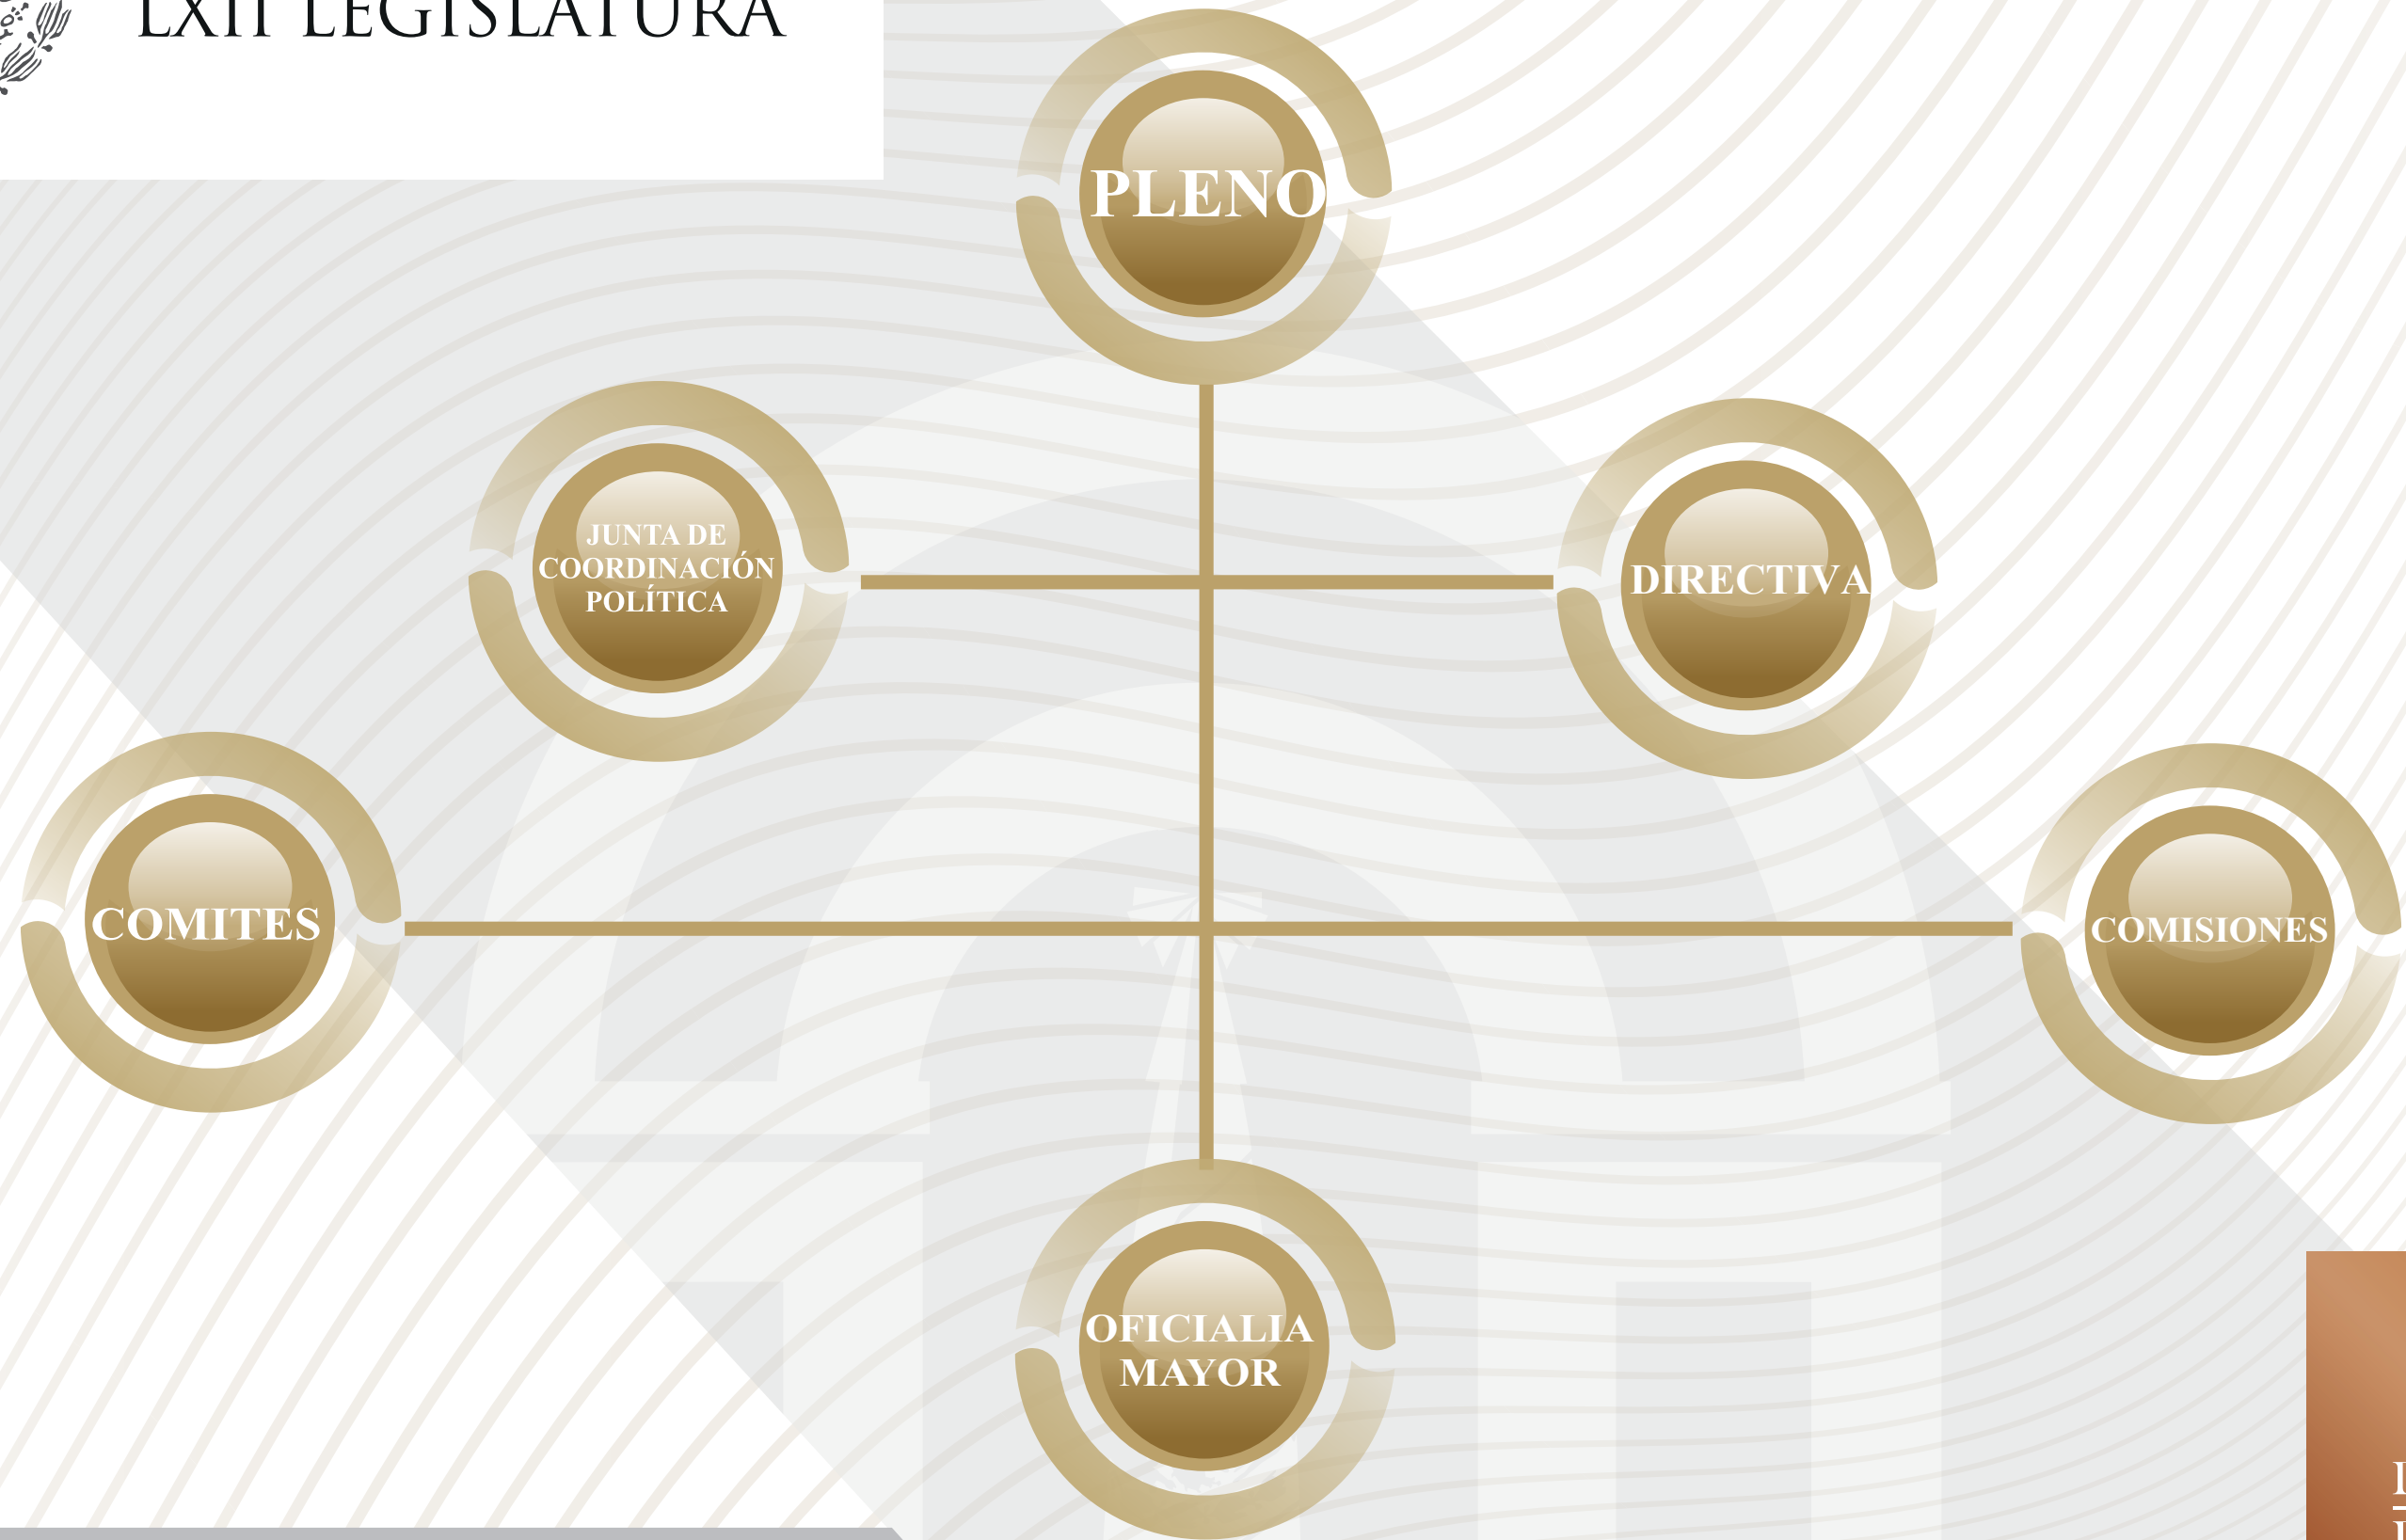 LXII LEGISLATURA
PLENO
JUNTA DE
COORDINACIÓN
POLÍTICA
DIRECTIVA
COMITES
COMISIONES
OFICIALIA
MAYOR